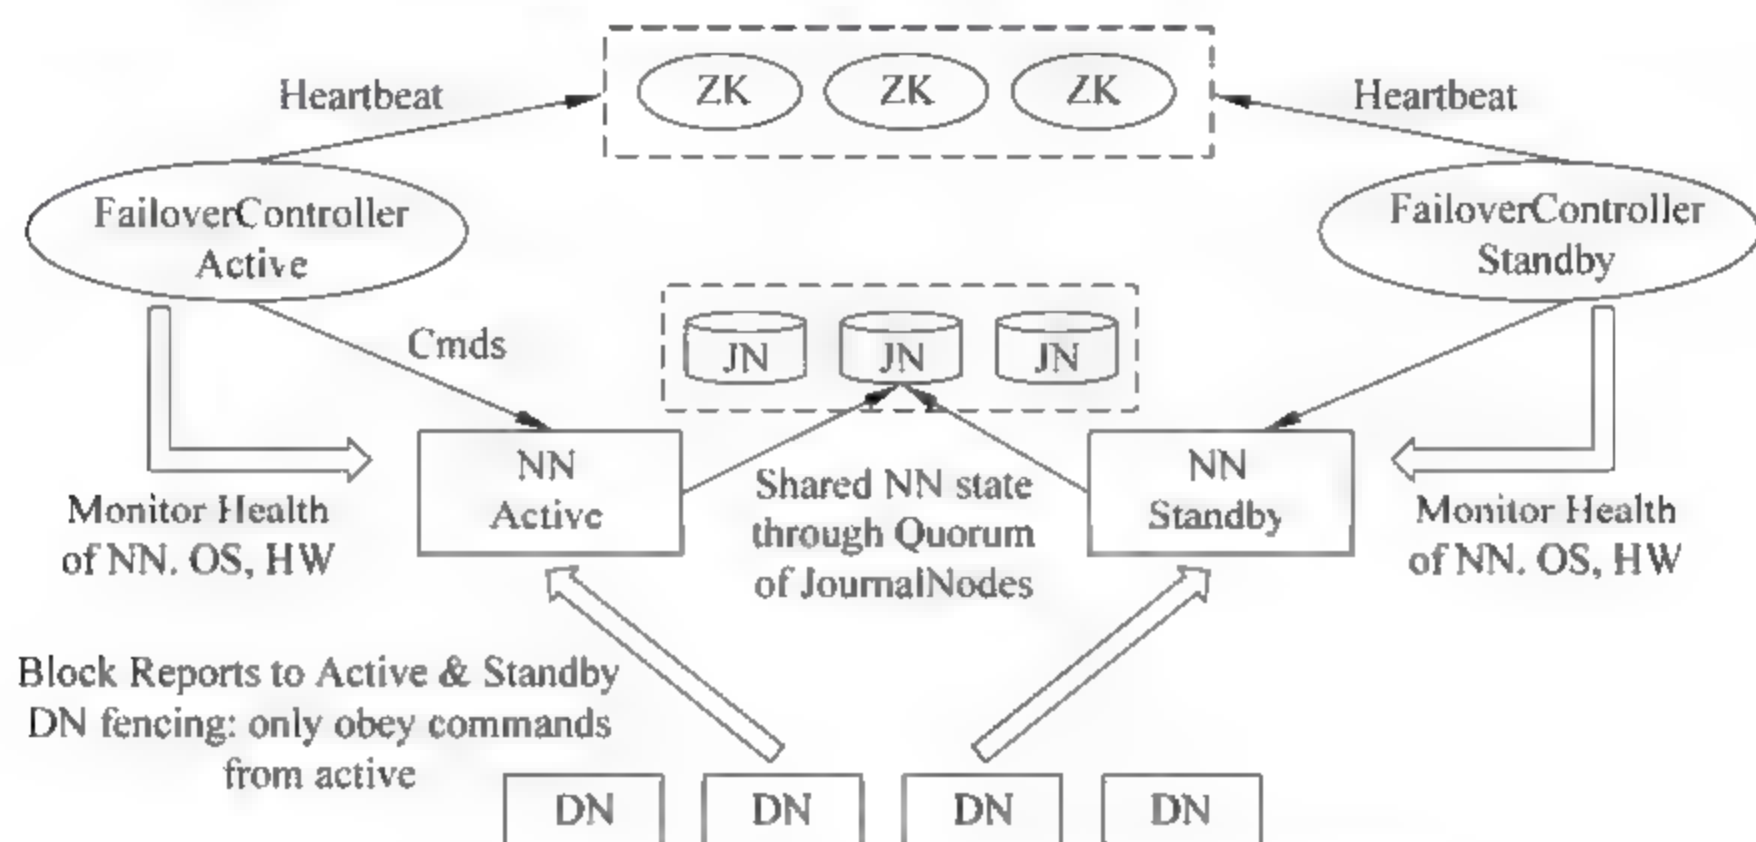 ZK ZK ZK
Heartbeat
Heartbeat
FailoverController
Active
FailoverController
Standby
Cmds
JN JN JN
NN
Active
Shared NN state
through Quorum
of JournalNodes
NN
Standby
Monitor Health
of NN. OS, HW
Monitor Health
of NN. OS, HW
Block Reports to Active & Standby
DN fencing: only obey commands
from active
DN DN DN DN